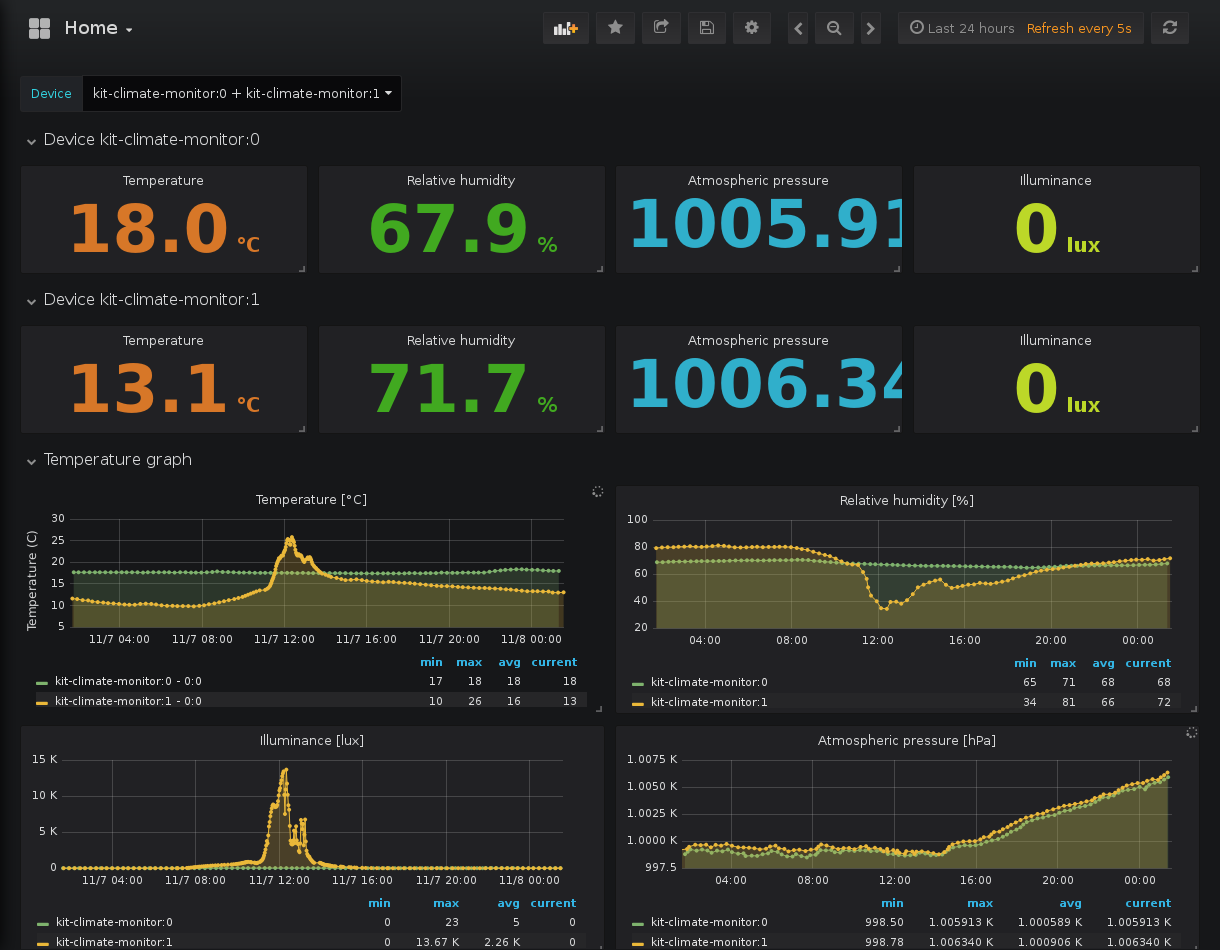 Home
Last 24 hours Refresh every 5s
Device kit-climate-monitor:0 + kit-climate-monitor:1
Device kit-climate-monitor:0
Temperature Relative humidity Atmospheric pressure Illuminance
18.0 °C 67.9 % 1005.91 0 lux
Device kit-climate-monitor:1
Temperature Relative humidity Atmospheric pressure Illuminance
13.1 °C 71.7 % 1006.34 0 lux
Temperature graph
Temperature [°C]
Temperature (C)
30
25
20
15
10
5
11/7 04:00 11/7 08:00 11/7 12:00 11/7 16:00 11/7 20:00 11/8 00:00
min max avg current
kit-climate-monitor:0 - 0:0 17 18 18 18
kit-climate-monitor:1 - 0:0 10 26 16 13
Relative humidity [%]
100
80
60
40
20
04:00 08:00 12:00 16:00 20:00 00:00
min max avg current
kit-climate-monitor:0 65 71 68 68
kit-climate-monitor:1 34 81 66 72
Illuminance [lux]
15 K
10 K
5 K
0
11/7 04:00 11/7 08:00 11/7 12:00 11/7 16:00 11/7 20:00 11/8 00:00
min max avg current
kit-climate-monitor:0 0 23 5 0
kit-climate-monitor:1 0 13.67 K 2.26 K 0
Atmospheric pressure [hPa]
1.0075 K
1.0050 K
1.0025 K
1.0000 K
997.5
04:00 08:00 12:00 16:00 20:00 00:00
min max avg current
kit-climate-monitor:0 998.50 1.005913 K 1.000589 K 1.005913 K
kit-climate-monitor:1 998.78 1.006340 K 1.000906 K 1.006340 K